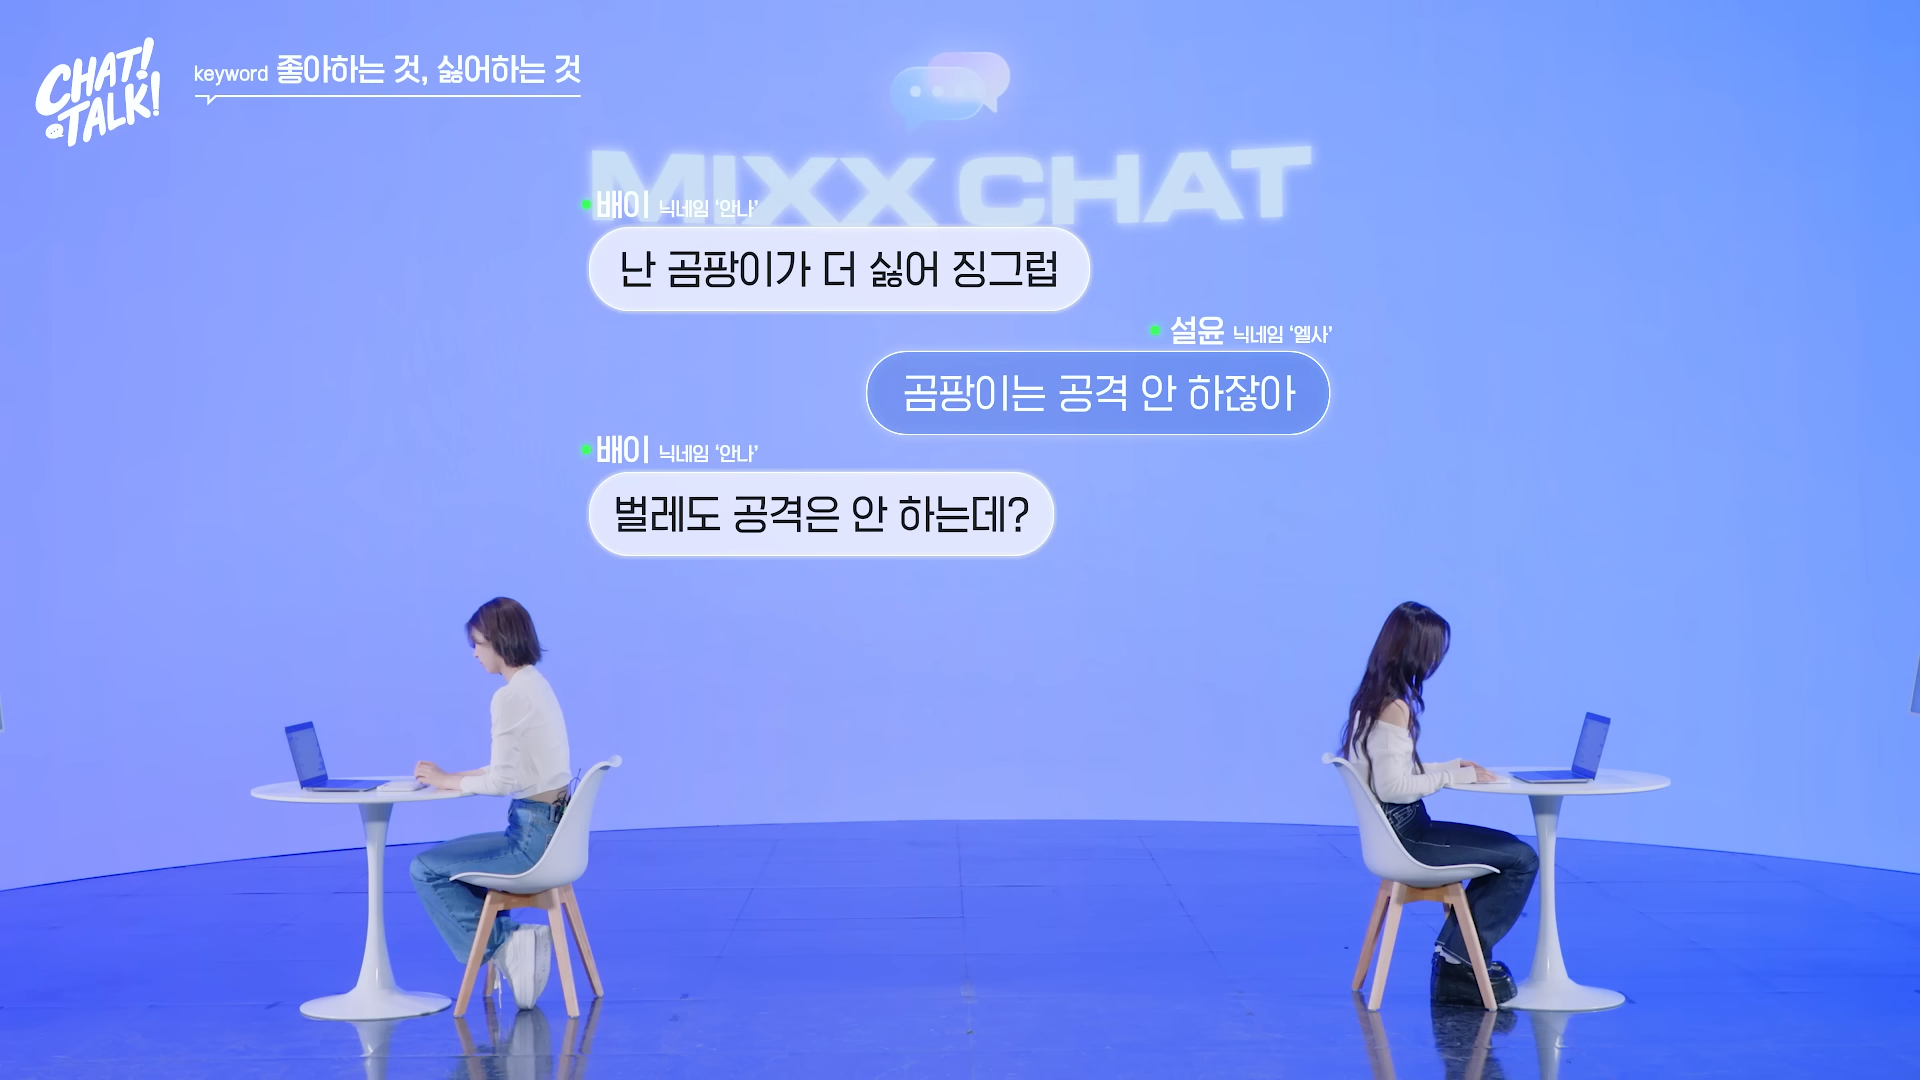 CHAT!
TALK!
keyword 좋아하는 것, 싫어하는 것
MIXX CHAT
배이 닉네임 '안나'
난 곰팡이가 더 싫어 징그럽
설윤 닉네임 '엘사'
곰팡이는 공격 안 하잖아
배이 닉네임 '안나'
벌레도 공격은 안 하는데?